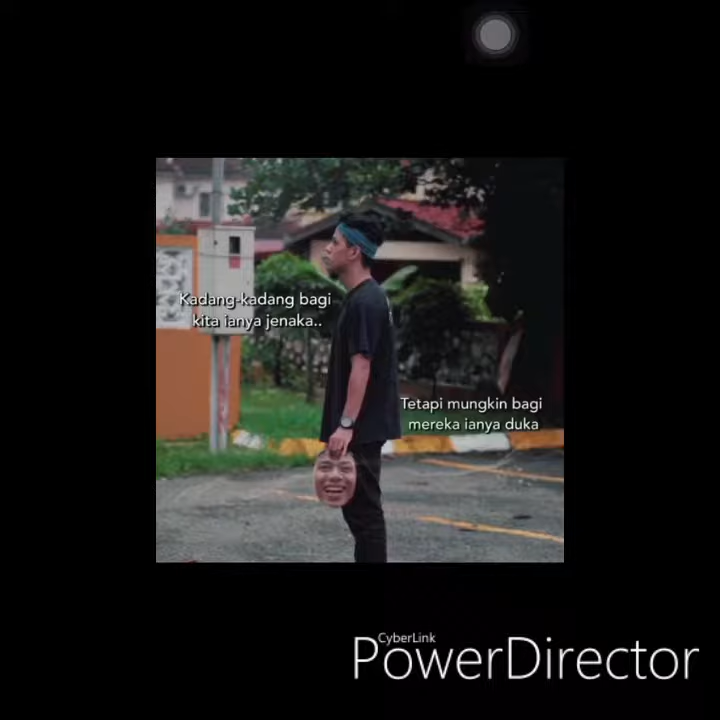 Kadang-kadang bagi
kita ianya jenaka..
Tetapi mungkin bagi
mereka ianya duka
CyberLink
PowerDirector